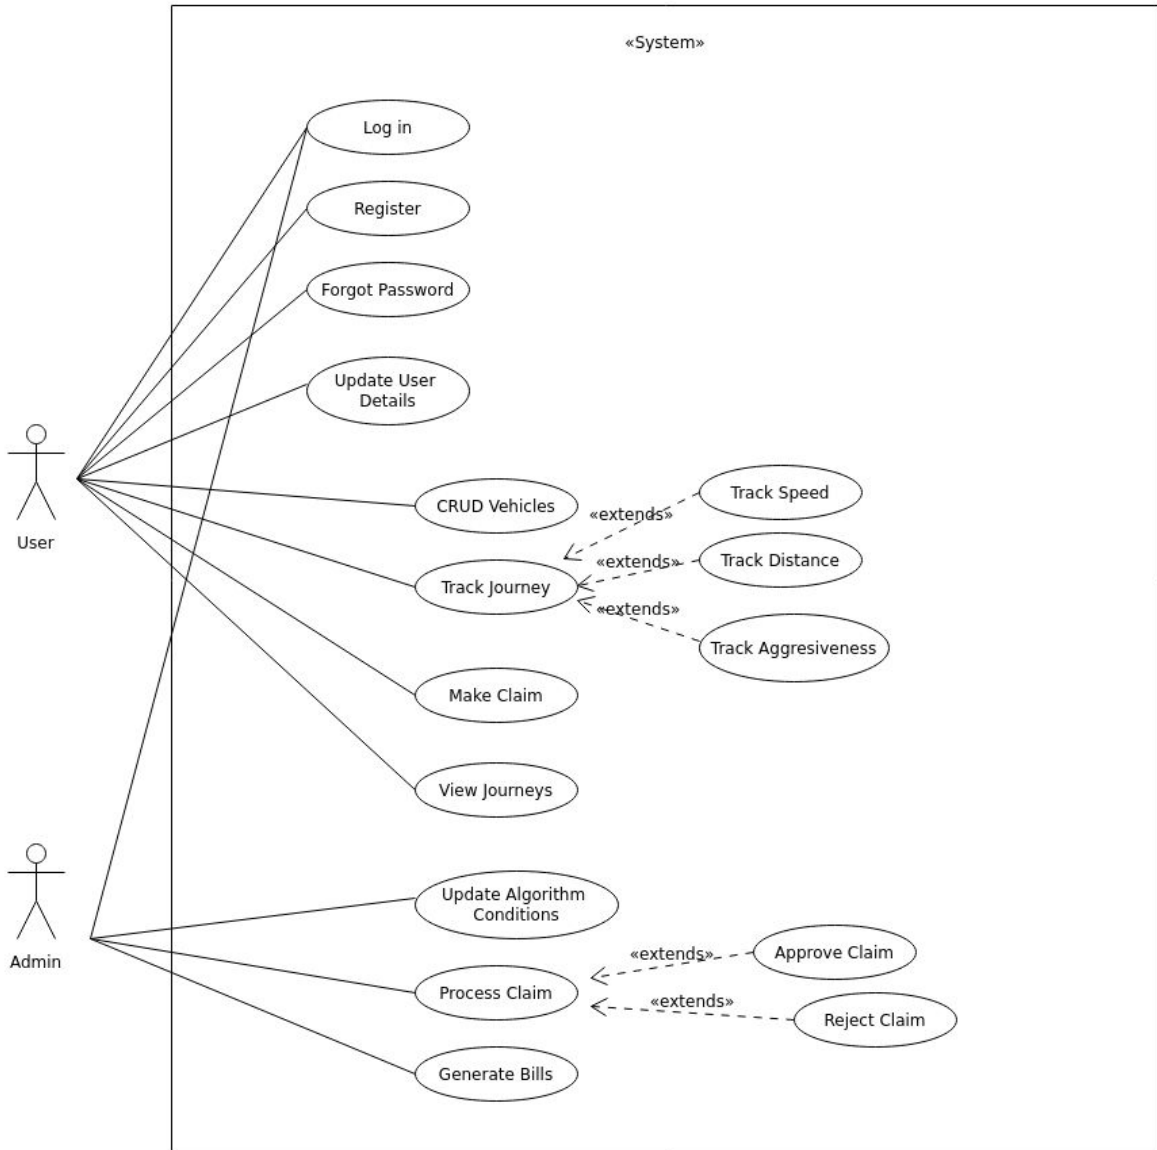 «System»
Log in
Register
Forgot Password
Update User
Details
User
CRUD Vehicles
Track Journey
«extends»
Track Speed
«extends»
Track Distance
«extends»
Track Aggresiveness
Make Claim
View Journeys
Admin
Update Algorithm
Conditions
Process Claim
«extends»
Approve Claim
«extends»
Reject Claim
Generate Bills